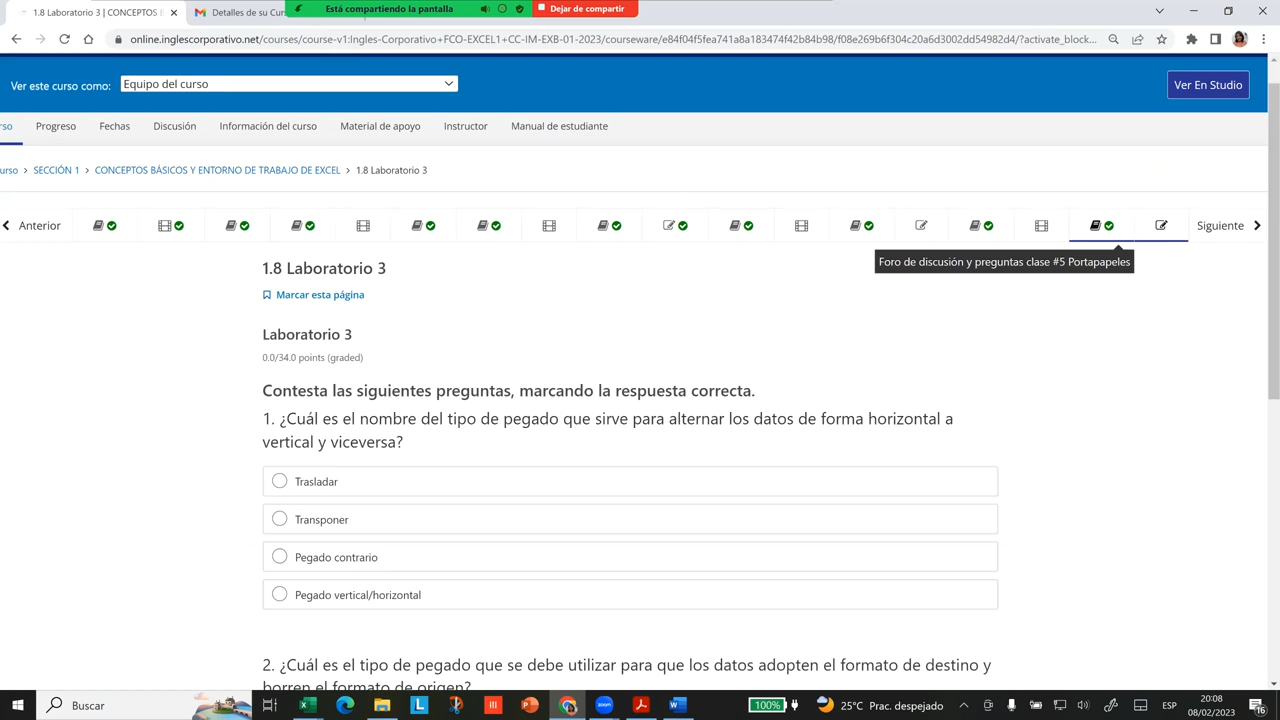 1.8 Laboratorio 3 | CONCEPTOS
Detalles de su Cur
Está compartiendo la pantalla
Dejar de compartir
online.inglescorporativo.net/courses/course-v1:Ingles-Corporativo+FCO-EXCEL1+CC-IM-EXB-01-2023/courseware/e84f04f5fea741a8a183474f42b84b98/f08e269b6f304c20a6d3002dd54982d4/?activate_block...
Ver este curso como:
Equipo del curso
Ver En Studio
rso
Progreso
Fechas
Discusión
Información del curso
Material de apoyo
Instructor
Manual de estudiante
urso > SECCIÓN 1 > CONCEPTOS BÁSICOS Y ENTORNO DE TRABAJO DE EXCEL > 1.8 Laboratorio 3
Anterior
Siguiente
Foro de discusión y preguntas clase #5 Portapapeles
1.8 Laboratorio 3
Marcar esta página
Laboratorio 3
0.0/34.0 points (graded)
Contesta las siguientes preguntas, marcando la respuesta correcta.
1. ¿Cuál es el nombre del tipo de pegado que sirve para alternar los datos de forma horizontal a
vertical y viceversa?
Trasladar
Transponer
Pegado contrario
Pegado vertical/horizontal
2. ¿Cuál es el tipo de pegado que se debe utilizar para que los datos adopten el formato de destino y
borren el formato de origen?
Buscar
100%
25°C Prac. despejado
ESP
20:08
08/02/2023
16